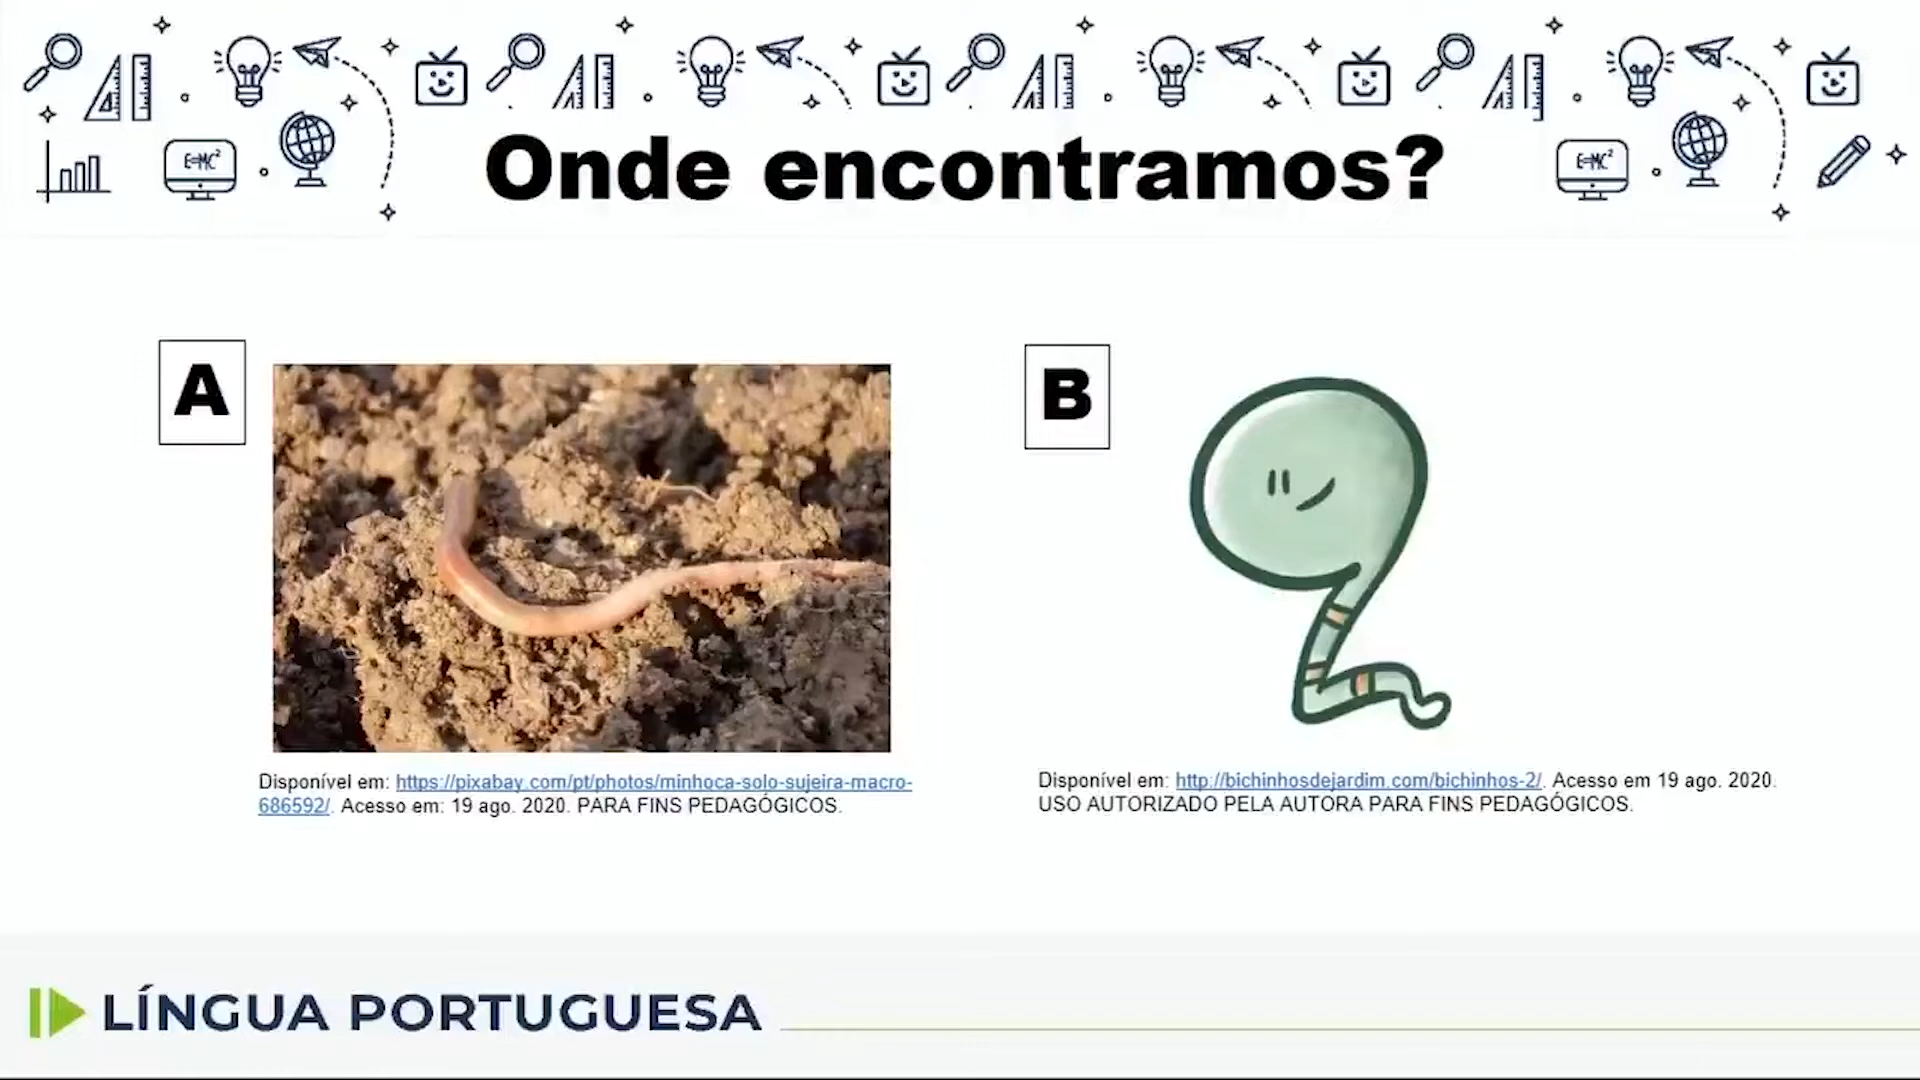 E=MC²
E=MC²
Onde encontramos?
A
B
Disponível em: https://pixabay.com/pt/photos/minhoca-solo-sujeira-macro-
686592/. Acesso em: 19 ago. 2020. PARA FINS PEDAGÓGICOS.
Disponível em: http://bichinhosdejardim.com/bichinhos-2/. Acesso em 19 ago. 2020.
USO AUTORIZADO PELA AUTORA PARA FINS PEDAGÓGICOS.
LÍNGUA PORTUGUESA